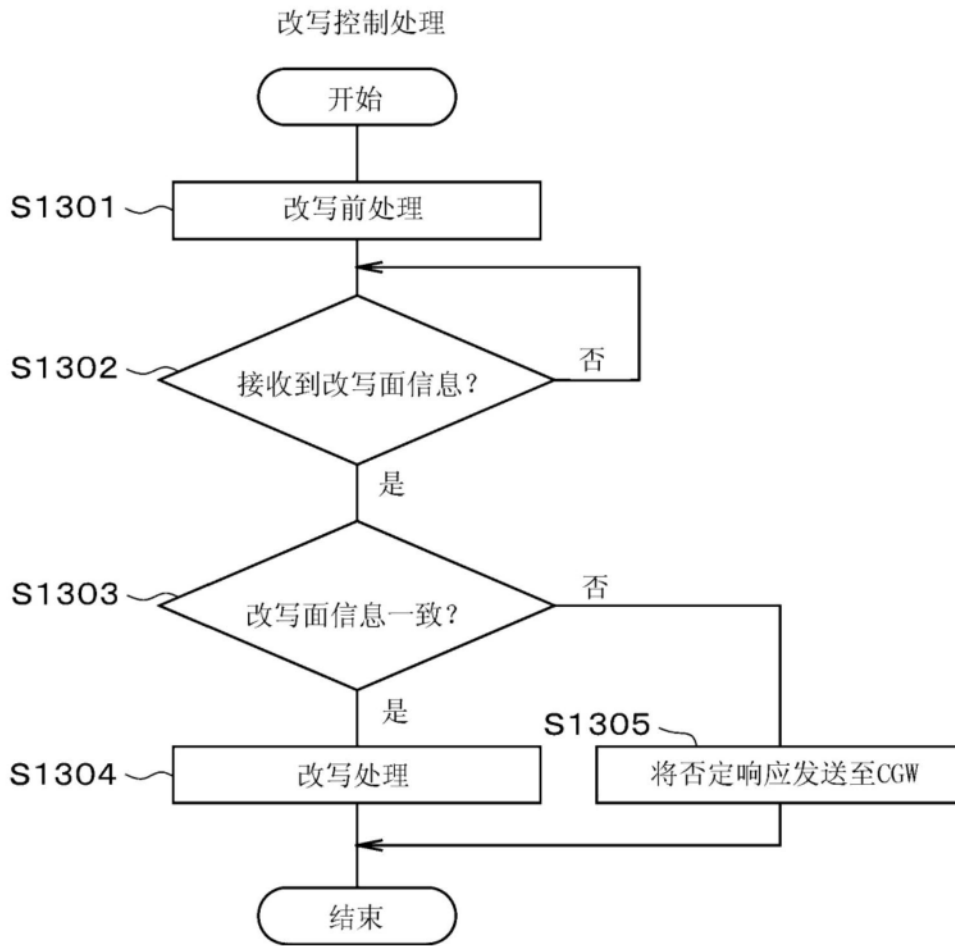 改写控制处理
开始
S1301
改写前处理
S1302
接收到改写面信息?
否
是
S1303
改写面信息一致?
否
是
S1304
改写处理
S1305
将否定响应发送至CGW
结束